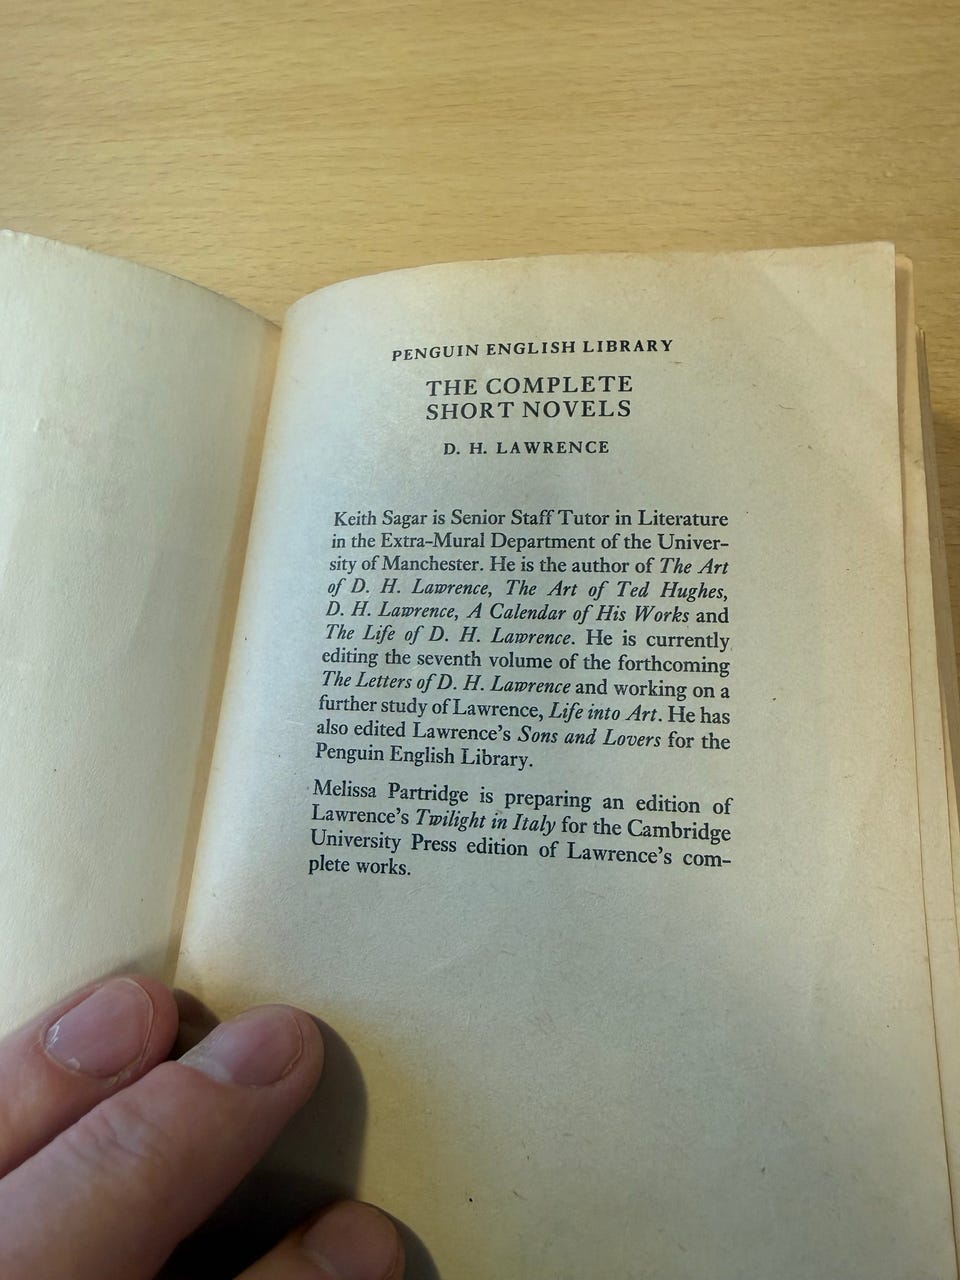 PENGUIN ENGLISH LIBRARY
THE COMPLETE
SHORT NOVELS
D. H. LAWRENCE
Keith Sagar is Senior Staff Tutor in Literature
in the Extra-Mural Department of the Univer-
sity of Manchester. He is the author of The Art
of D. H. Lawrence, The Art of Ted Hughes,
D. H. Lawrence, A Calendar of His Works and
The Life of D. H. Lawrence. He is currently
editing the seventh volume of the forthcoming
The Letters of D. H. Lawrence and working on a
further study of Lawrence, Life into Art. He has
also edited Lawrence's Sons and Lovers for the
Penguin English Library.
Melissa Partridge is preparing an edition of
Lawrence's Twilight in Italy for the Cambridge
University Press edition of Lawrence's com-
plete works.